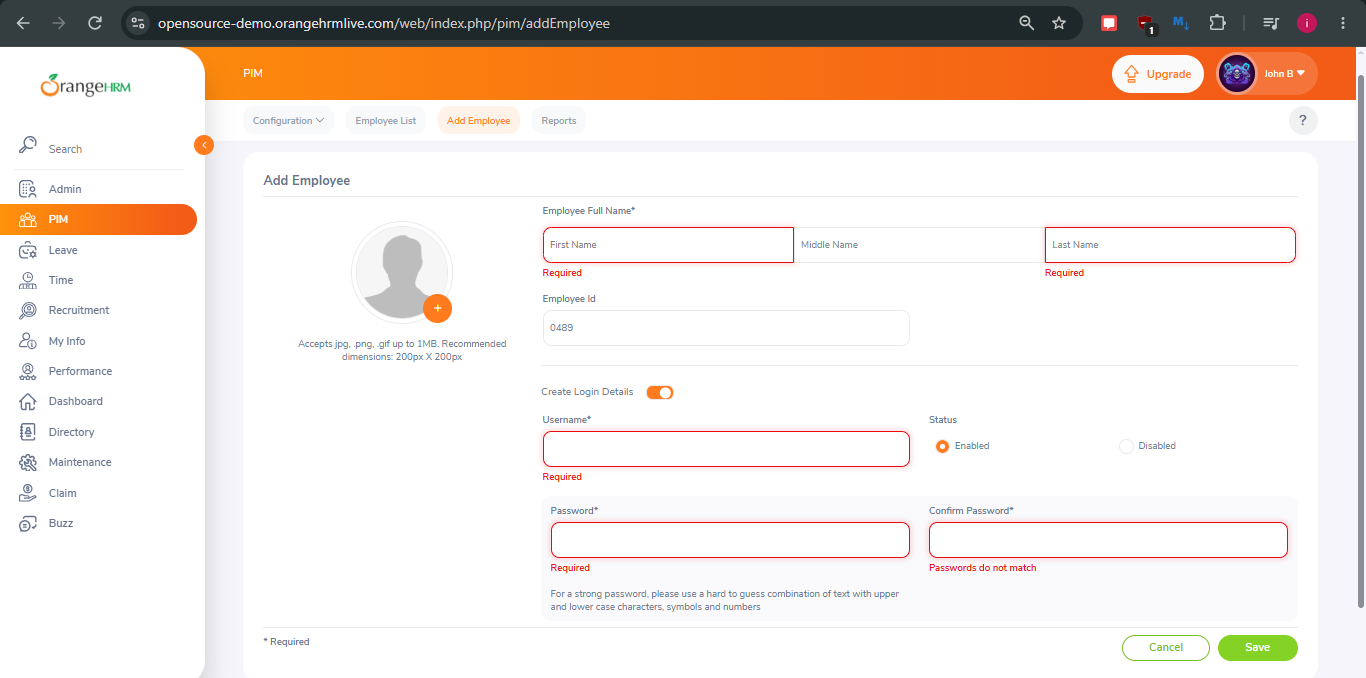 opensource-demo.orangehrmlive.com/web/index.php/pim/addEmployee
1
M↓
i
OrangeHRM
PIM
Upgrade
John B
Configuration
Employee List
Add Employee
Reports
?
Search
Admin
PIM
Leave
Time
Recruitment
My Info
Performance
Dashboard
Directory
Maintenance
Claim
Buzz
Add Employee
+
Accepts jpg, .png, .gif up to 1MB. Recommended
dimensions: 200px X 200px
Employee Full Name*
First Name
Middle Name
Last Name
Required
Required
Employee Id
0489
Create Login Details
Username*
Status
Enabled
Disabled
Required
Password*
Confirm Password*
Required
Passwords do not match
For a strong password, please use a hard to guess combination of text with upper
and lower case characters, symbols and numbers
* Required
Cancel
Save